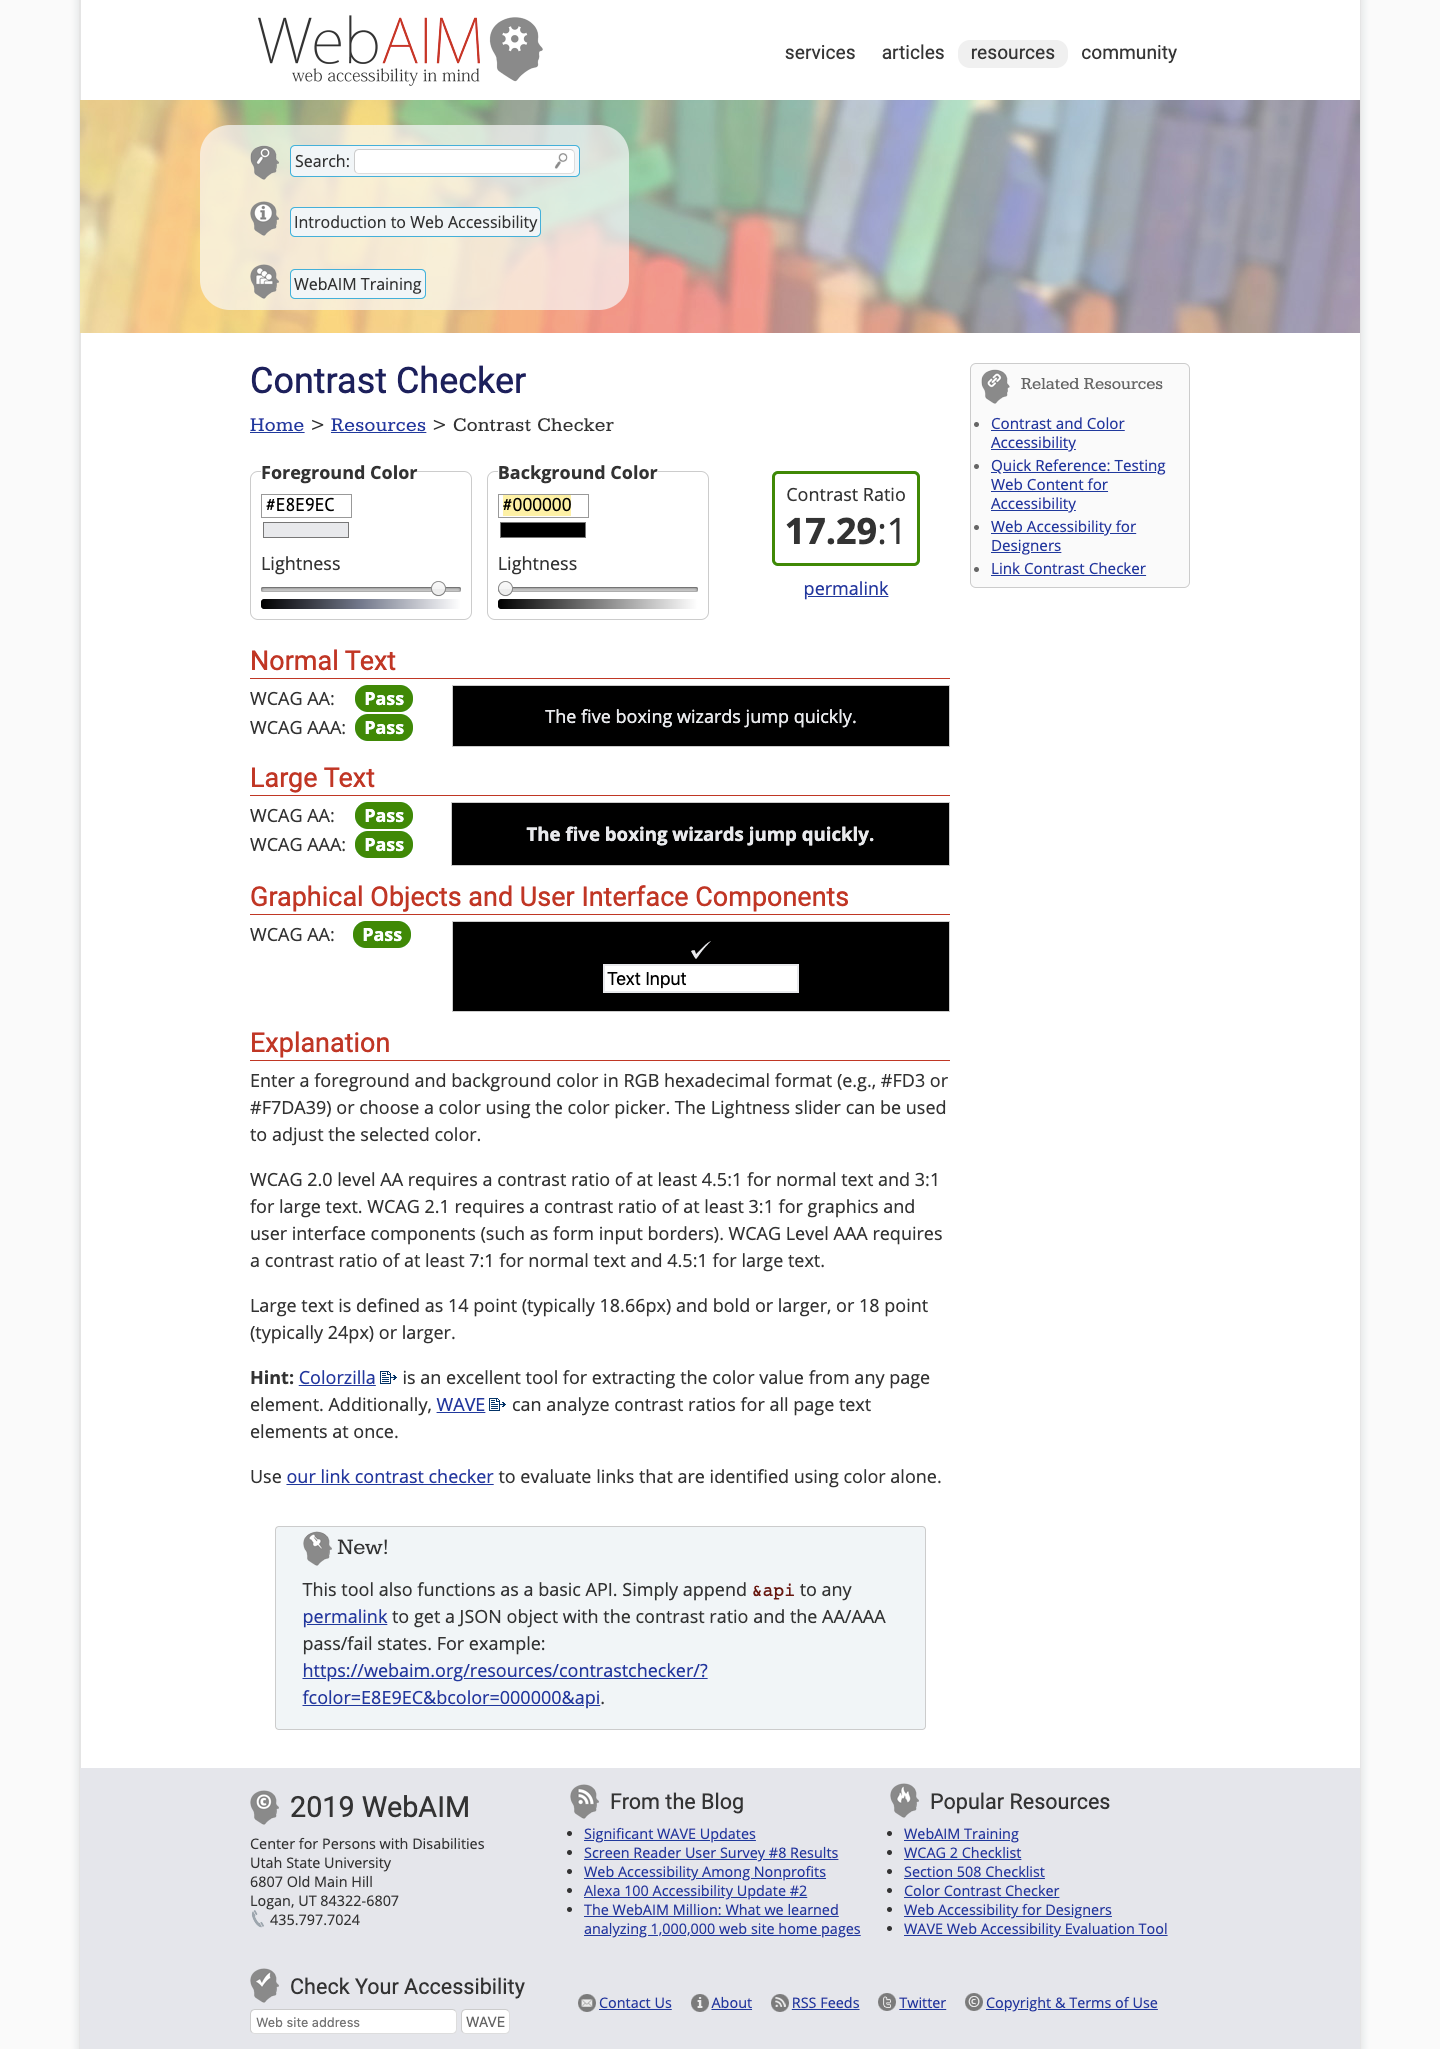 WebAIM
web accessibility in mind
services articles resources community
Search:
Introduction to Web Accessibility
WebAIM Training
Contrast Checker
Home > Resources > Contrast Checker
Foreground Color
#E8E9EC
Lightness
Background Color
#000000
Lightness
Contrast Ratio
17.29:1
permalink
Related Resources
Contrast and Color
Accessibility
Quick Reference: Testing
Web Content for
Accessibility
Web Accessibility for
Designers
Link Contrast Checker
Normal Text
WCAG AA: Pass
WCAG AAA: Pass
The five boxing wizards jump quickly.
Large Text
WCAG AA: Pass
WCAG AAA: Pass
The five boxing wizards jump quickly.
Graphical Objects and User Interface Components
WCAG AA: Pass
✓
Text Input
Explanation
Enter a foreground and background color in RGB hexadecimal format (e.g., #FD3 or
#F7DA39) or choose a color using the color picker. The Lightness slider can be used
to adjust the selected color.
WCAG 2.0 level AA requires a contrast ratio of at least 4.5:1 for normal text and 3:1
for large text. WCAG 2.1 requires a contrast ratio of at least 3:1 for graphics and
user interface components (such as form input borders). WCAG Level AAA requires
a contrast ratio of at least 7:1 for normal text and 4.5:1 for large text.
Large text is defined as 14 point (typically 18.66px) and bold or larger, or 18 point
(typically 24px) or larger.
Hint: Colorzilla is an excellent tool for extracting the color value from any page
element. Additionally, WAVE can analyze contrast ratios for all page text
elements at once.
Use our link contrast checker to evaluate links that are identified using color alone.
New!
This tool also functions as a basic API. Simply append &api to any
permalink to get a JSON object with the contrast ratio and the AA/AAA
pass/fail states. For example:
https://webaim.org/resources/contrastchecker/?
fcolor=E8E9EC&bcolor=000000&api.
© 2019 WebAIM
Center for Persons with Disabilities
Utah State University
6807 Old Main Hill
Logan, UT 84322-6807
435.797.7024
From the Blog
Significant WAVE Updates
Screen Reader User Survey #8 Results
Web Accessibility Among Nonprofits
Alexa 100 Accessibility Update #2
The WebAIM Million: What we learned
analyzing 1,000,000 web site home pages
Popular Resources
WebAIM Training
WCAG 2 Checklist
Section 508 Checklist
Color Contrast Checker
Web Accessibility for Designers
WAVE Web Accessibility Evaluation Tool
Check Your Accessibility
Web site address WAVE
Contact Us About RSS Feeds Twitter Copyright & Terms of Use